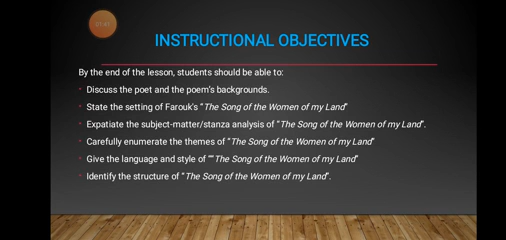 INSTRUCTIONAL OBJECTIVES
By the end of the lesson, students should be able to:
• Discuss the poet and the poem's backgrounds.
• State the setting of Farouk's "The Song of the Women of my Land"
• Expatiate the subject-matter/stanza analysis of "The Song of the Women of my Land".
• Carefully enumerate the themes of "The Song of the Women of my Land"
• Give the language and style of ""The Song of the Women of my Land"
• Identify the structure of "The Song of the Women of my Land".